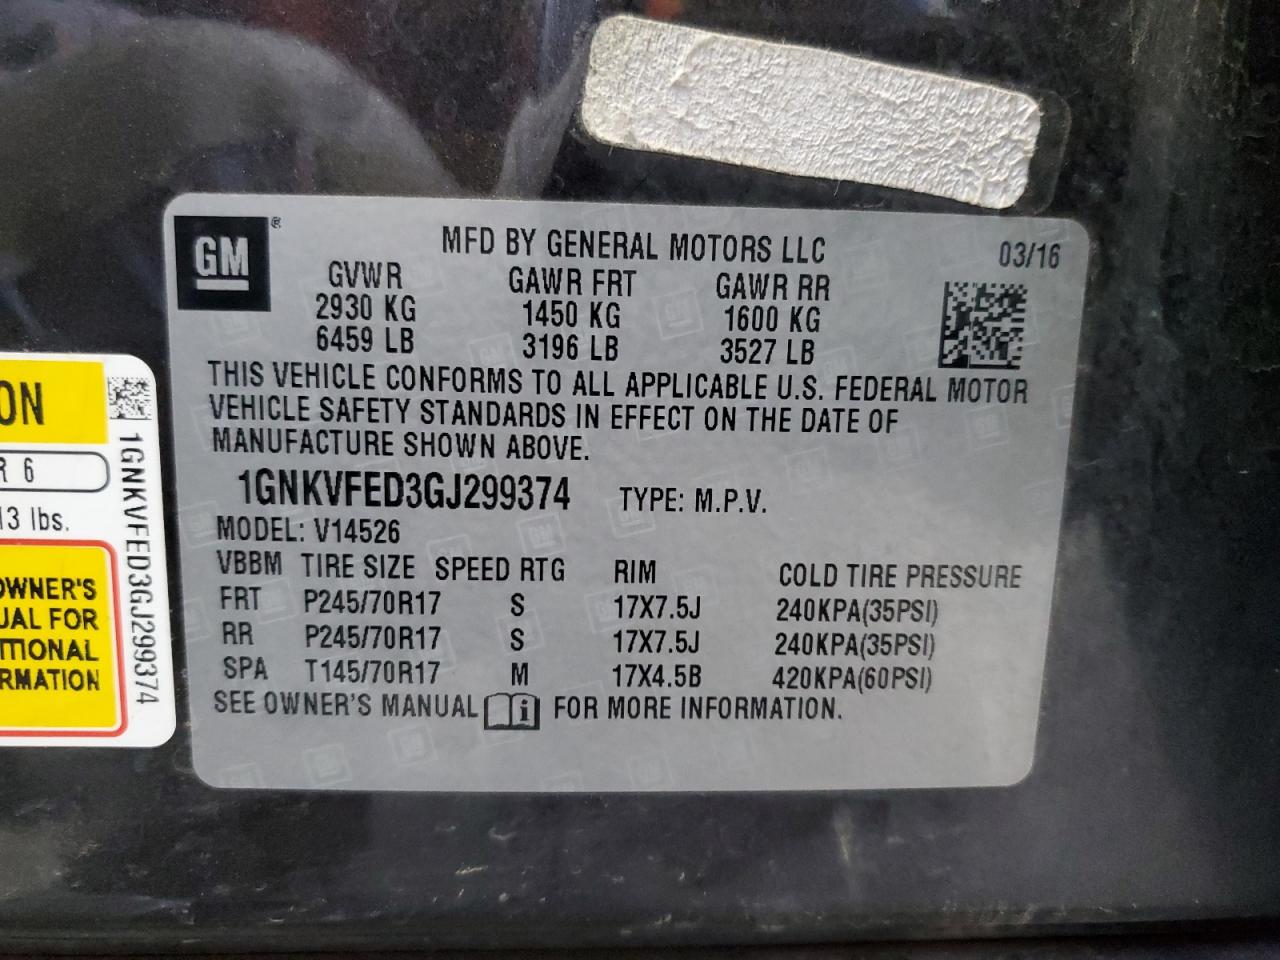 GM ®
MFD BY GENERAL MOTORS LLC 03/16
GVWR GAWR FRT GAWR RR
2930 KG 1450 KG 1600 KG
6459 LB 3196 LB 3527 LB
THIS VEHICLE CONFORMS TO ALL APPLICABLE U.S. FEDERAL MOTOR
VEHICLE SAFETY STANDARDS IN EFFECT ON THE DATE OF
MANUFACTURE SHOWN ABOVE.
1GNKVFED3GJ299374 TYPE: M.P.V.
MODEL: V14526
VBBM TIRE SIZE SPEED RTG RIM COLD TIRE PRESSURE
FRT P245/70R17 S 17X7.5J 240KPA(35PSI)
RR P245/70R17 S 17X7.5J 240KPA(35PSI)
SPA T145/70R17 M 17X4.5B 420KPA(60PSI)
SEE OWNER'S MANUAL i FOR MORE INFORMATION.
ON
R 6
13 lbs.
OWNER'S
UAL FOR
ITIONAL
RMATION
1GNKVFED3GJ299374